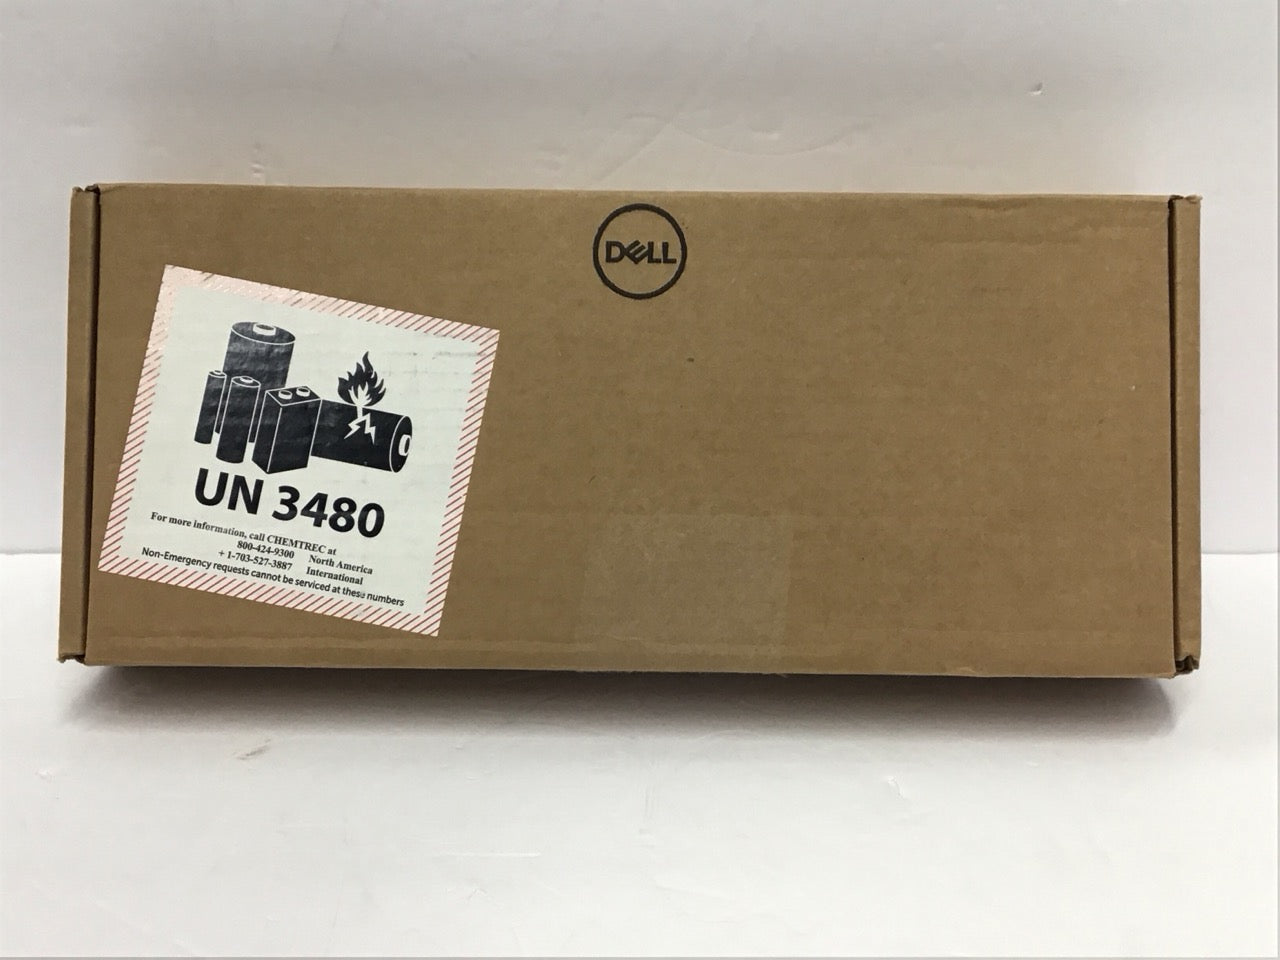 DELL
UN 3480
For more information, call CHEMTREC at
800-424-9300 North America
+ 1-703-527-3887 International
Non-Emergency requests cannot be serviced at these numbers